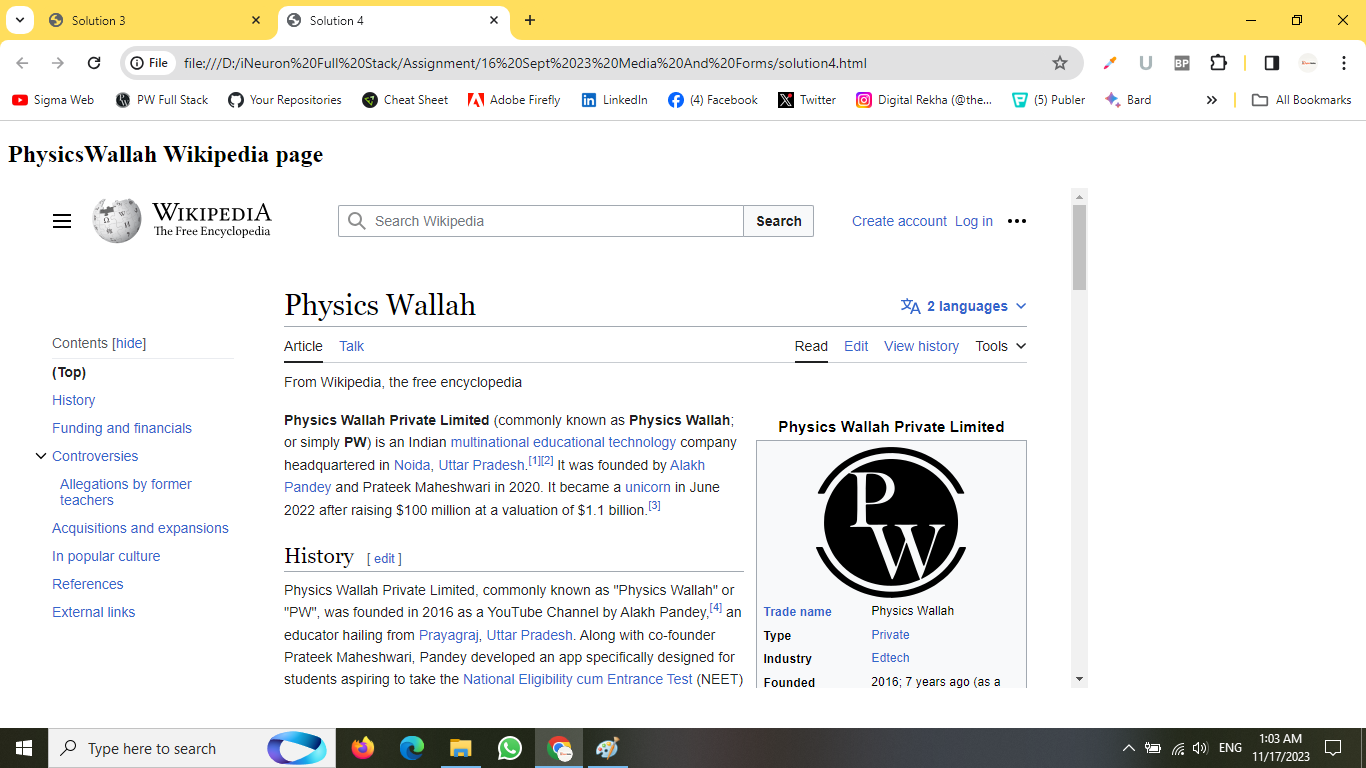 Solution 3
Solution 4
File
file:///D:/iNeuron%20Full%20Stack/Assignment/16%20Sept%2023%20Media%20And%20Forms/solution4.html
U
BP
Sigma Web
PW Full Stack
Your Repositories
Cheat Sheet
Adobe Firefly
LinkedIn
(4) Facebook
Twitter
Digital Rekha (@the...
(5) Publer
Bard
»
All Bookmarks
PhysicsWallah Wikipedia page
WIKIPEDIA
The Free Encyclopedia
Search Wikipedia
Search
Create account Log in
Physics Wallah
2 languages
Contents [hide]
(Top)
History
Funding and financials
Controversies
Allegations by former
teachers
Acquisitions and expansions
In popular culture
References
External links
Article Talk
Read Edit View history Tools
From Wikipedia, the free encyclopedia
Physics Wallah Private Limited (commonly known as Physics Wallah;
or simply PW) is an Indian multinational educational technology company
headquartered in Noida, Uttar Pradesh.[1][2] It was founded by Alakh
Pandey and Prateek Maheshwari in 2020. It became a unicorn in June
2022 after raising $100 million at a valuation of $1.1 billion.[3]
History [ edit ]
Physics Wallah Private Limited, commonly known as "Physics Wallah" or
"PW", was founded in 2016 as a YouTube Channel by Alakh Pandey,[4] an
educator hailing from Prayagraj, Uttar Pradesh. Along with co-founder
Prateek Maheshwari, Pandey developed an app specifically designed for
students aspiring to take the National Eligibility cum Entrance Test (NEET)
Physics Wallah Private Limited
P
W
Trade name Physics Wallah
Type Private
Industry Edtech
Founded 2016; 7 years ago (as a
Type here to search
ENG
1:03 AM
11/17/2023